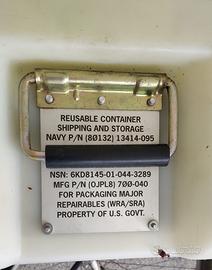 REUSABLE CONTAINER
SHIPPING AND STORAGE
NAVY P/N (80132) 13414-095
NSN: 6KD8145-01-044-3289
MFG P/N (OJPL8) 700-040
FOR PACKAGING MAJOR
REPAIRABLES (WRA/SRA)
PROPERTY OF U.S. GOVT.